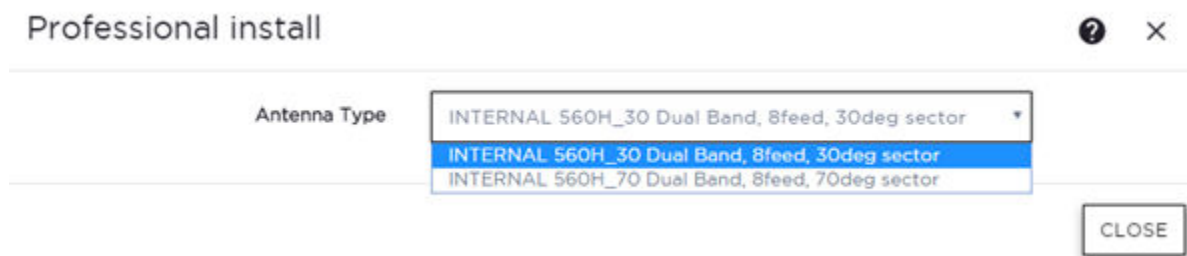 Professional install
Antenna Type
INTERNAL 560H_30 Dual Band, 8feed, 30deg sector
INTERNAL 560H_30 Dual Band, 8feed, 30deg sector
INTERNAL 560H_70 Dual Band, 8feed, 70deg sector
CLOSE